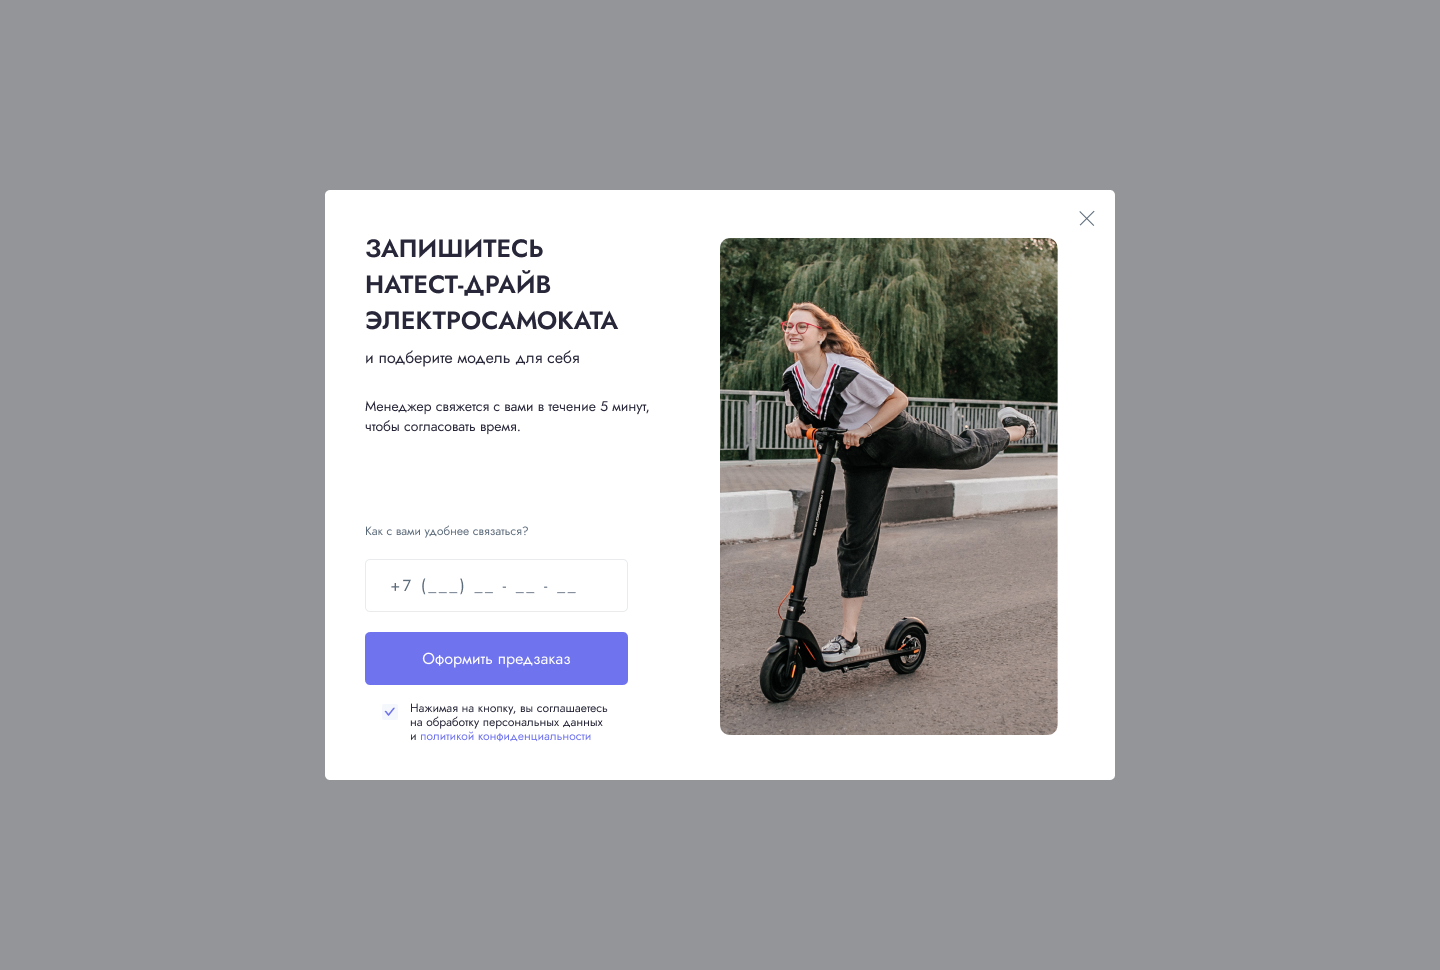 ЗАПИШИТЕСЬ
НАТЕСТ-ДРАЙВ
ЭЛЕКТРОСАМОКАТА
и подберите модель для себя
Менеджер свяжется с вами в течение 5 минут,
чтобы согласовать время.
Как с вами удобнее связаться?
+7 (___) __ - __ - __
Оформить предзаказ
Нажимая на кнопку, вы соглашаетесь
на обработку персональных данных
и политикой конфиденциальности